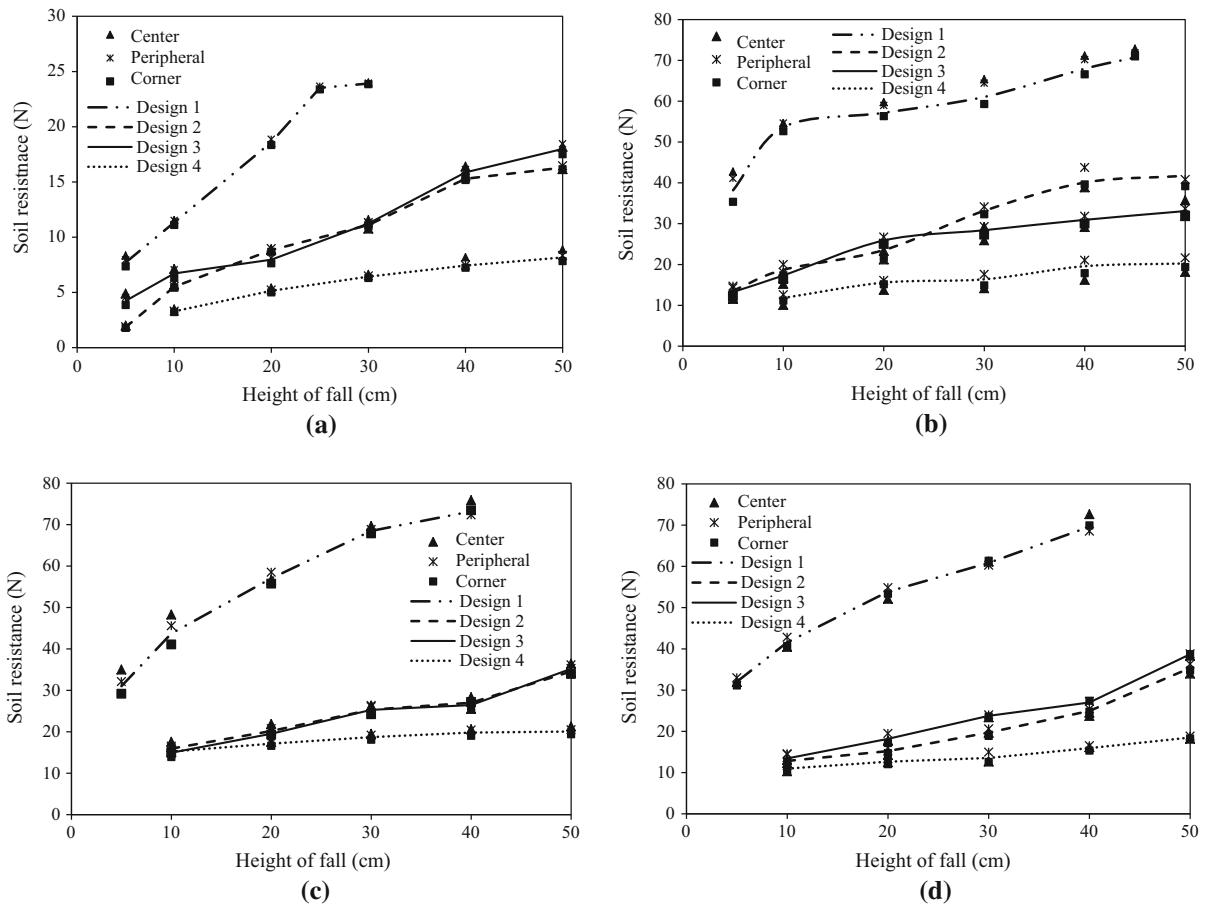 30
25
20
15
10
5
0
Soil resistnace (N)
Center
Peripheral
Corner
Design 1
Design 2
Design 3
Design 4
0 10 20 30 40 50
Height of fall (cm)
(a)
80
70
60
50
40
30
20
10
0
Soil resistance (N)
Center
Peripheral
Corner
Design 1
Design 2
Design 3
Design 4
0 10 20 30 40 50
Height of fall (cm)
(b)
80
70
60
50
40
30
20
10
0
Soil resistance (N)
Center
Peripheral
Corner
Design 1
Design 2
Design 3
Design 4
0 10 20 30 40 50
Height of fall (cm)
(c)
80
70
60
50
40
30
20
10
0
Soil resistance (N)
Center
Peripheral
Corner
Design 1
Design 2
Design 3
Design 4
0 10 20 30 40 50
Height of fall (cm)
(d)